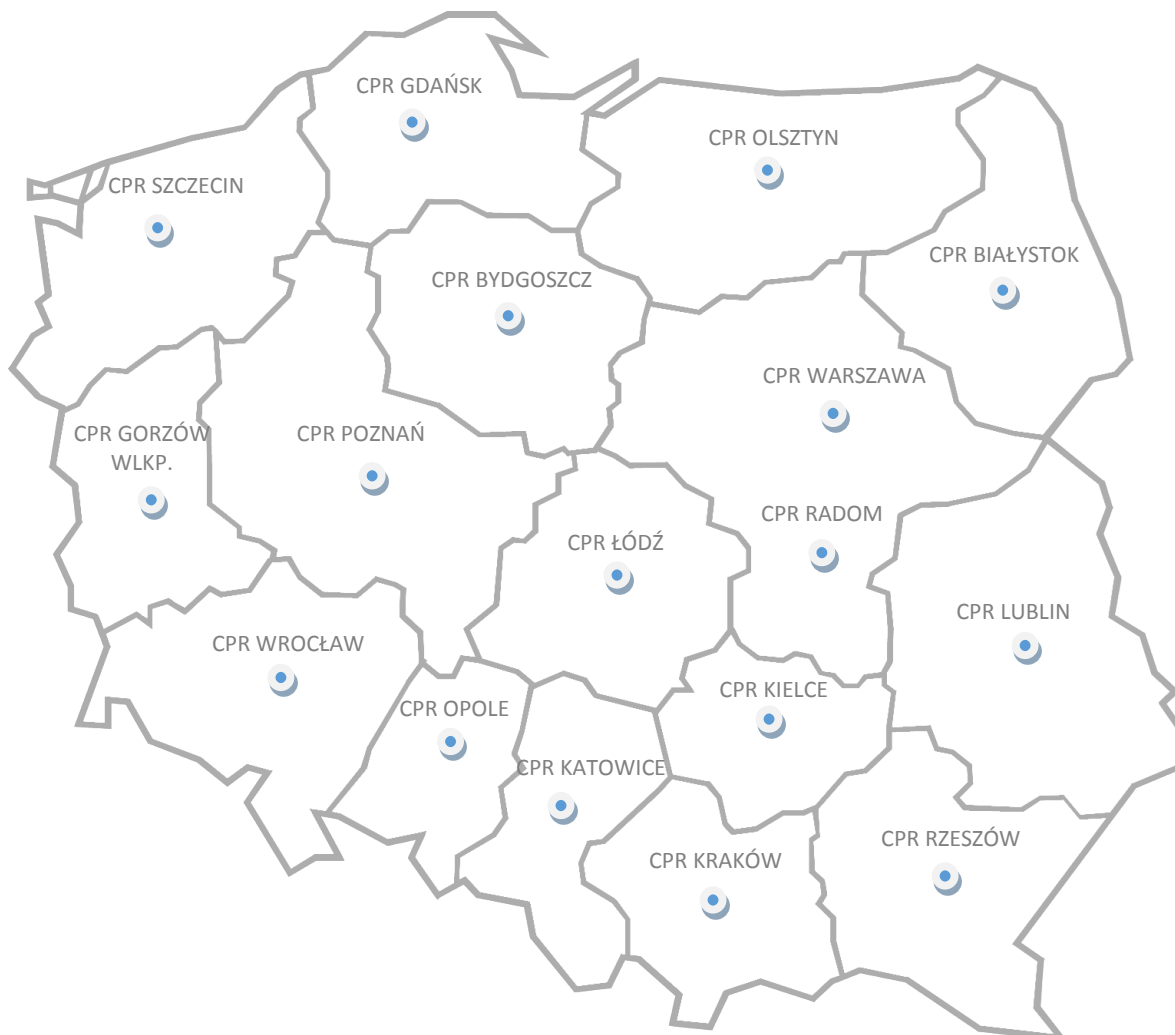 CPR GDAŃSK
CPR OLSZTYN
CPR SZCZECIN
CPR BIAŁYSTOK
CPR BYDGOSZCZ
CPR WARSZAWA
CPR GORZÓW
WLKP.
CPR POZNAŃ
CPR RADOM
CPR ŁÓDŹ
CPR LUBLIN
CPR WROCŁAW
CPR KIELCE
CPR OPOLE
CPR KATOWICE
CPR RZESZÓW
CPR KRAKÓW